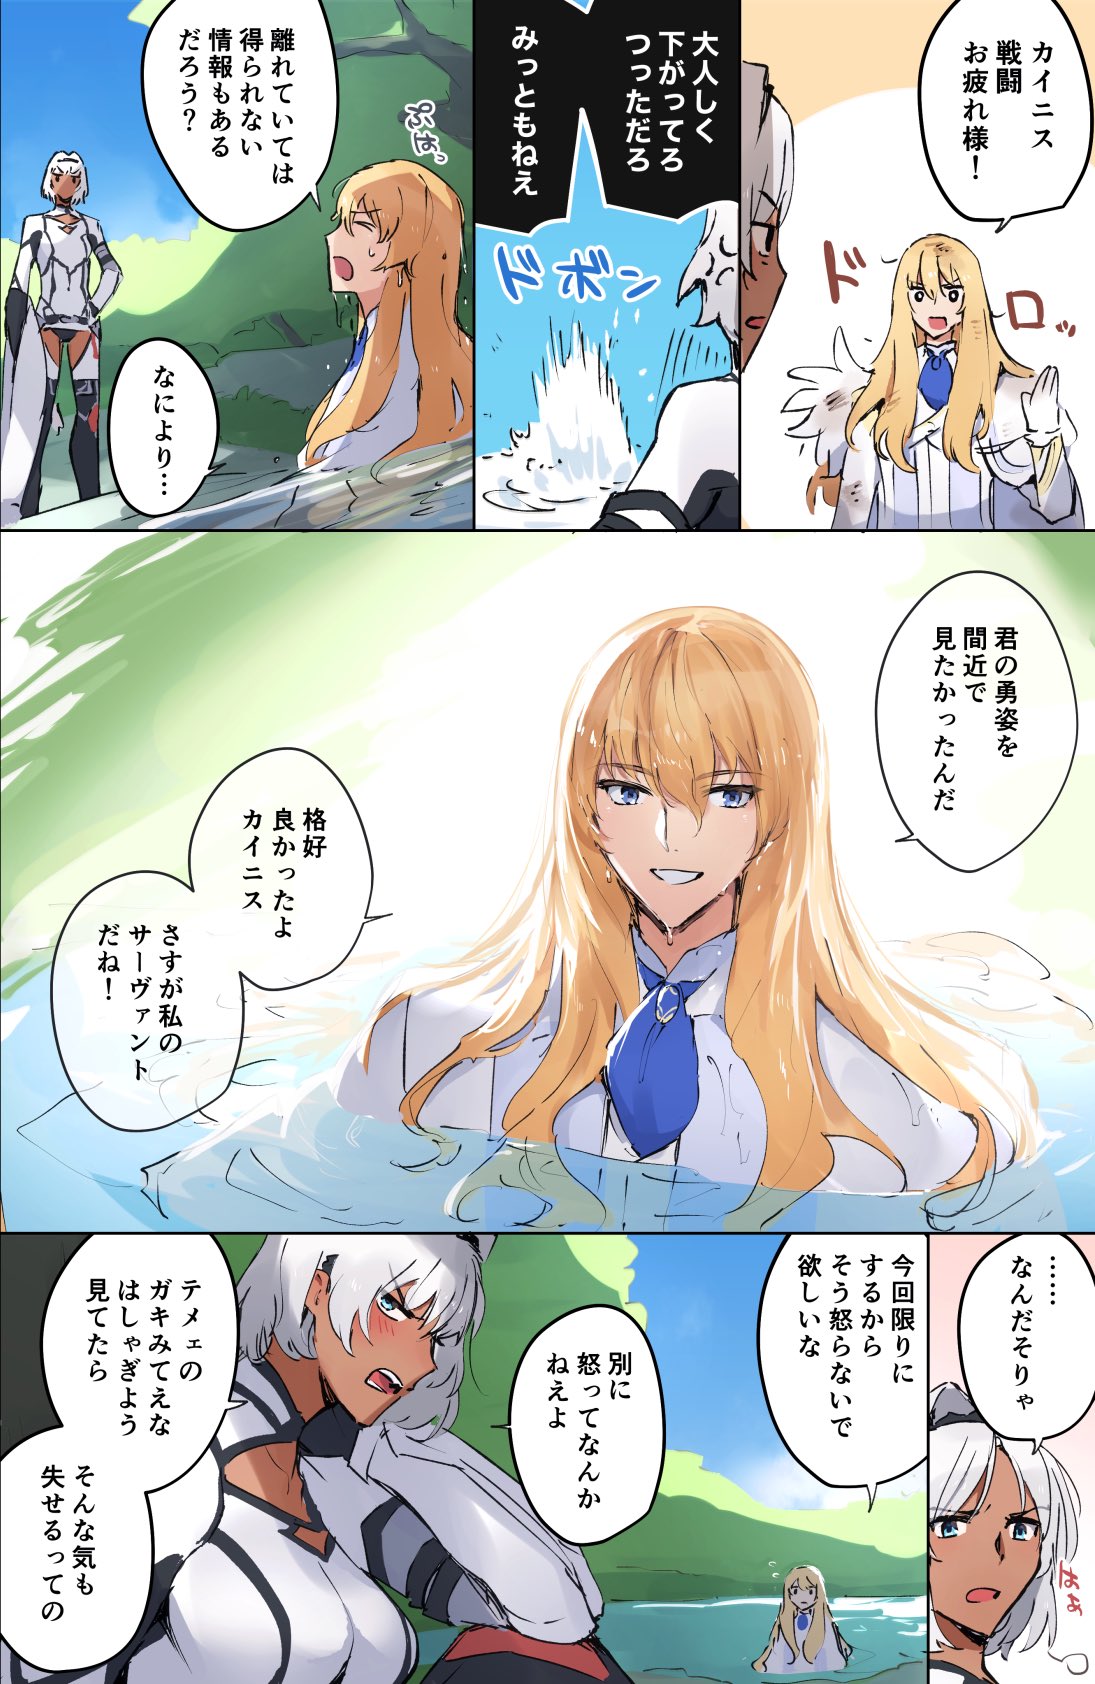 カイニス
戦闘
お疲れ様!
ドロッ
大人しく
下がってろ
つっただろ
みっともねえ
ドボン
ぷはっ
離れていては
得られない
情報もある
だろう?
なにより…
君の勇姿を
間近で
見たかったんだ
格好
良かったよ
カイニス
さすが私の
サーヴァント
だね!
……
なんだそりゃ
はぁ
今回限りに
するから
そう怒らないで
欲しいな
別に
怒ってなんか
ねえよ
テメェの
ガキみてえな
はしゃぎよう
見てたら
そんな気も
失せるっての